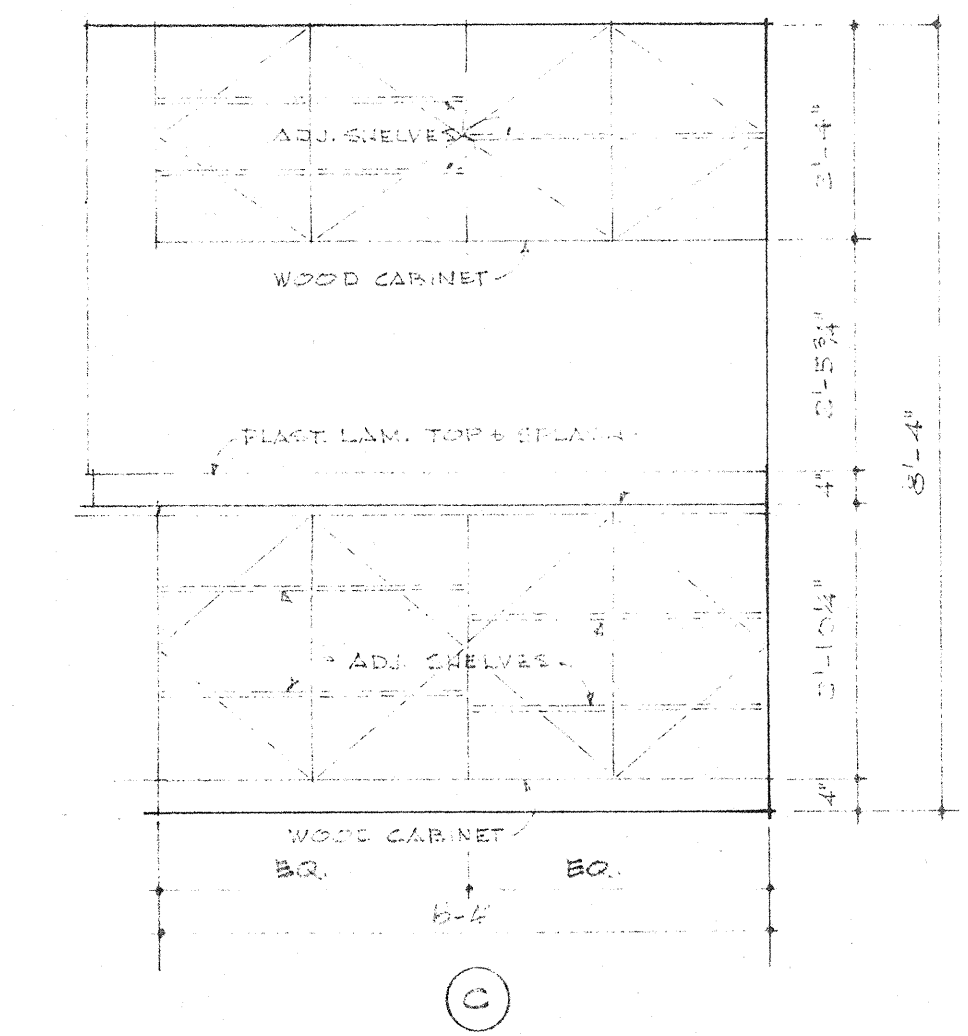 ADJ. SHELVES
2'-4"
WOOD CABINET
2'-5 3/4"
PLAST. LAM. TOP & SPLASH
4"
8'-4"
2'-10 1/4"
ADJ. SHELVES
4"
WOOD CABINET
EQ. EQ.
6-4
C